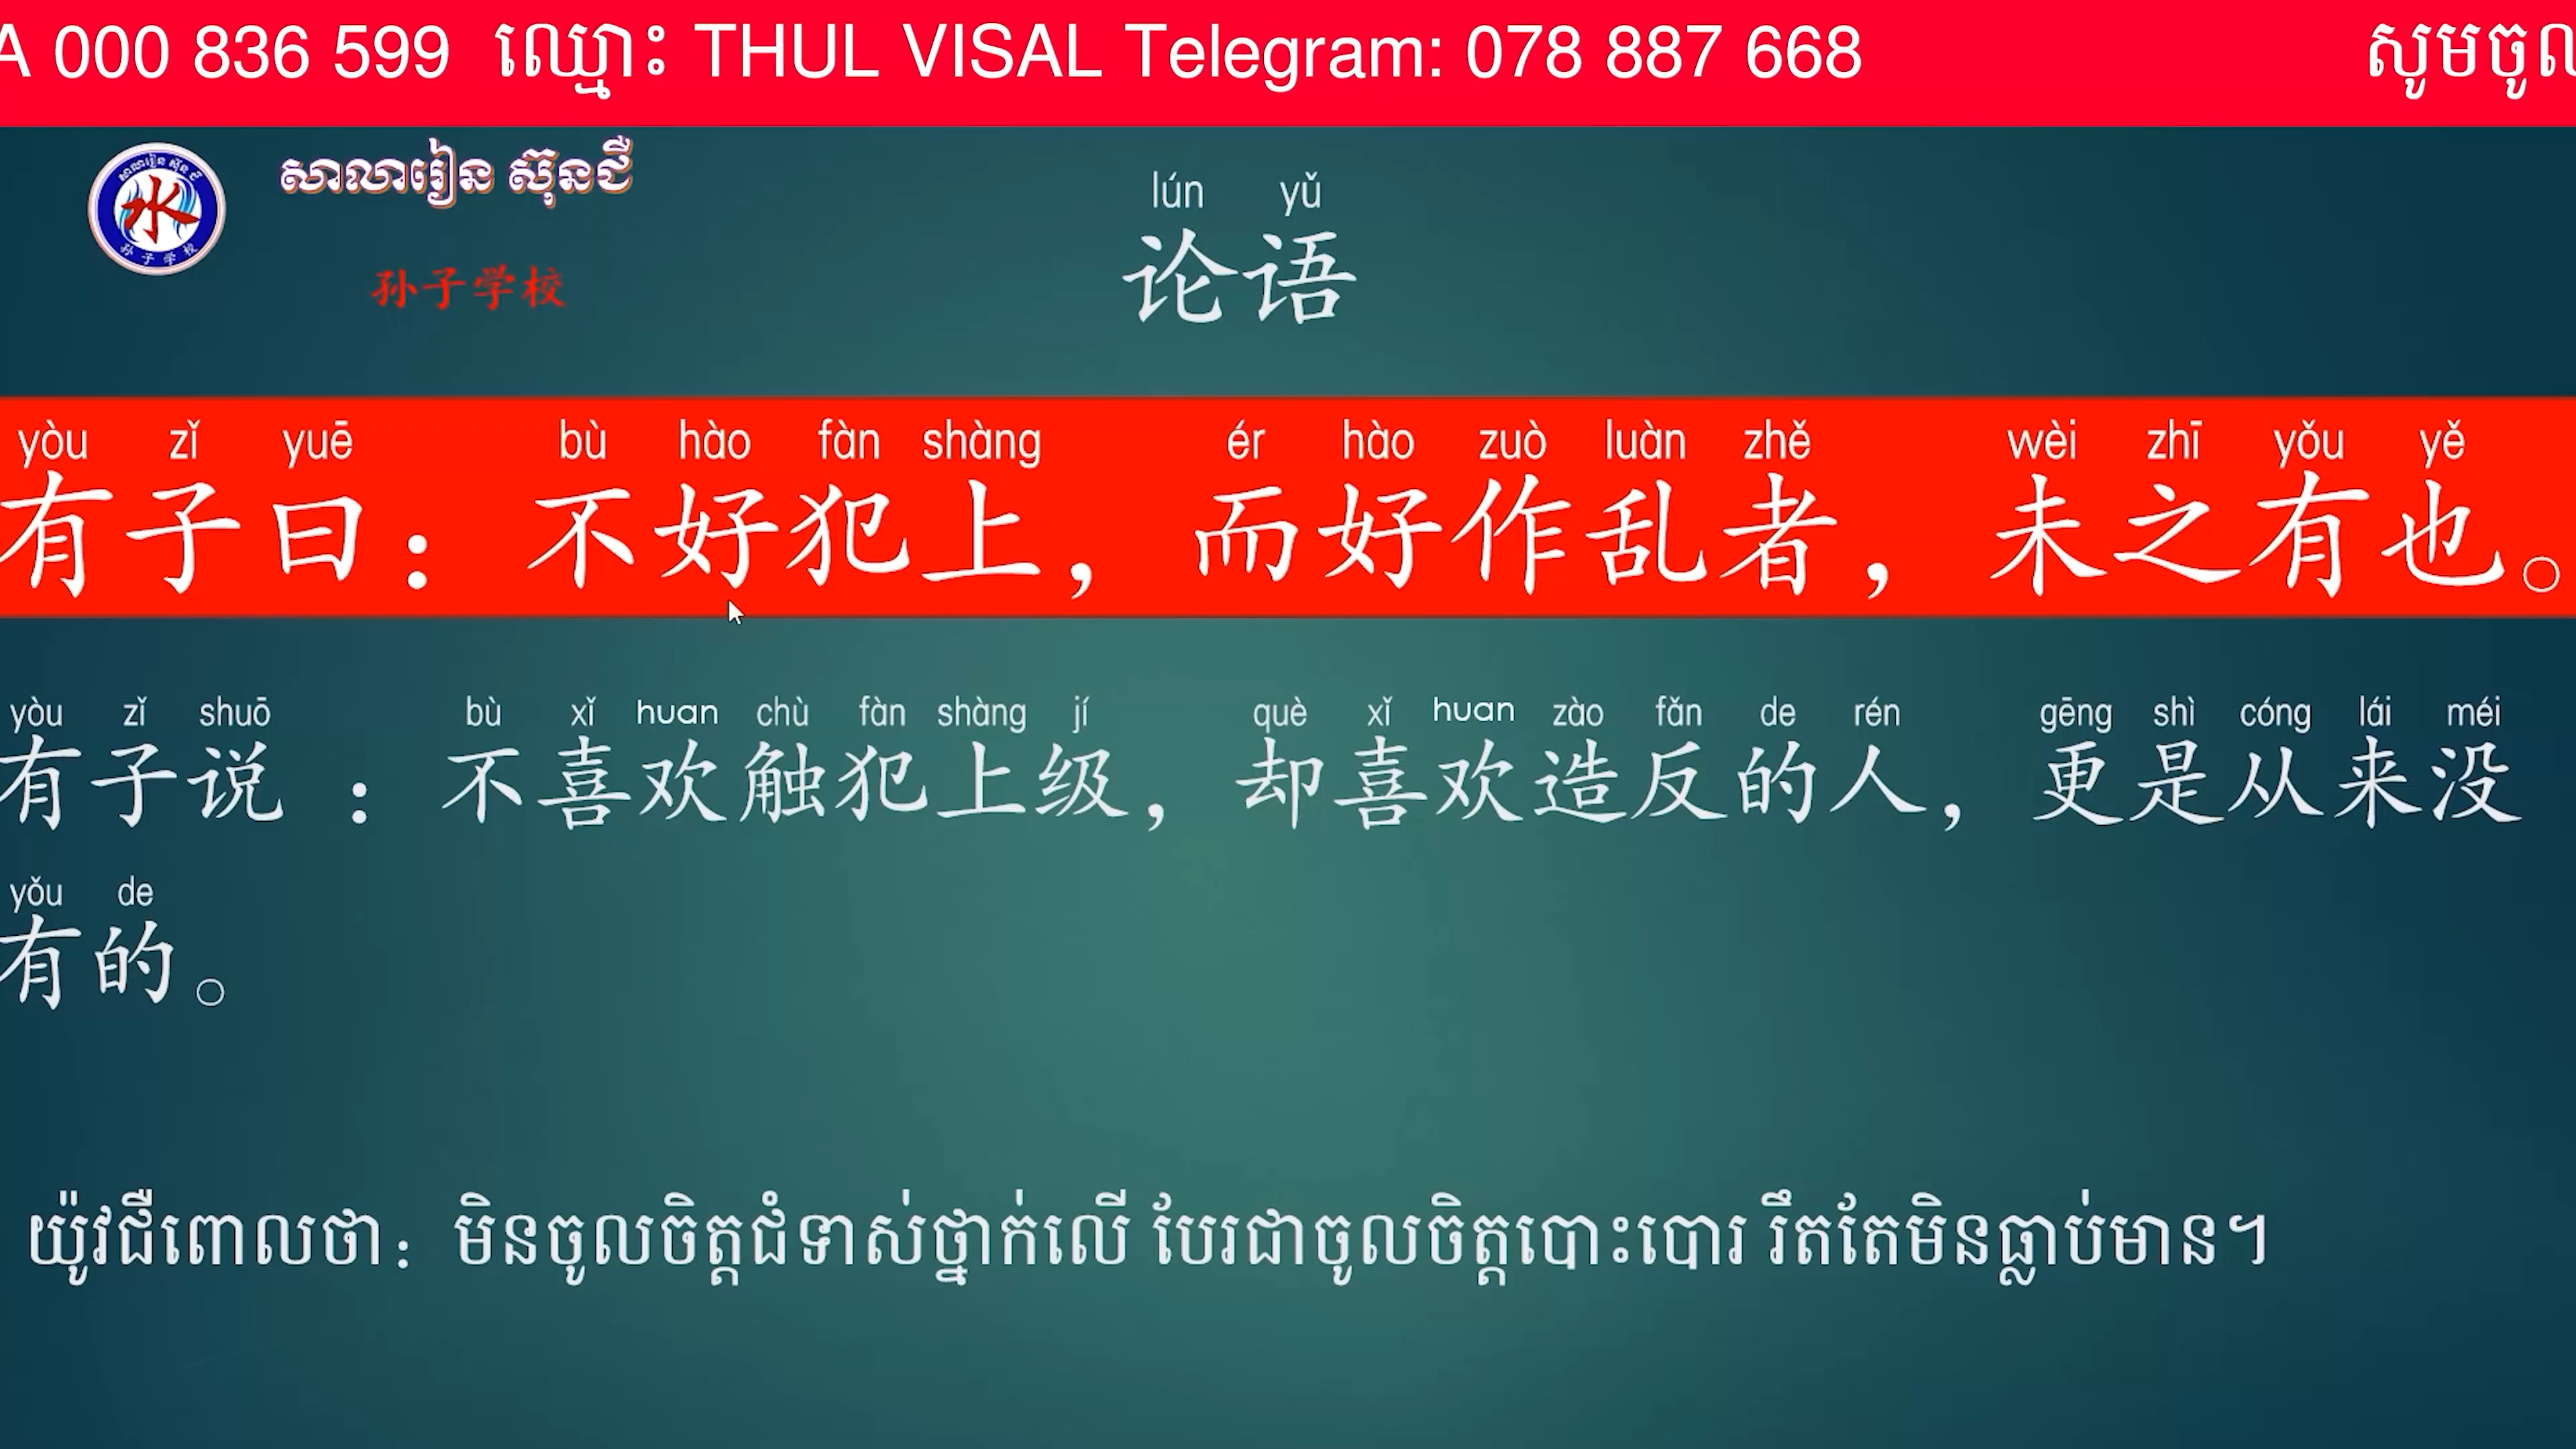 A 000 836 599 ឈ្មោះ THUL VISAL Telegram: 078 887 668 សូមចូល
សាលារៀន ស៊ុនជឺ
水
孙子学校
孙子学校
lún yǔ
论语
yòu zǐ yuē bù hào fàn shàng ér hào zuò luàn zhě wèi zhī yǒu yě
有子曰：不好犯上，而好作乱者，未之有也。
yòu zǐ shuō bù xǐ huan chù fàn shàng jí què xǐ huan zào fǎn de rén gēng shì cóng lái méi
有子说：不喜欢触犯上级，却喜欢造反的人，更是从来没
yǒu de
有的。
យ៉ូវជឺពោលថា: មិនចូលចិត្តជំទាស់ថ្នាក់លើ បែរជាចូលចិត្តបោះបោរ រឹតតែមិនធ្លាប់មាន។